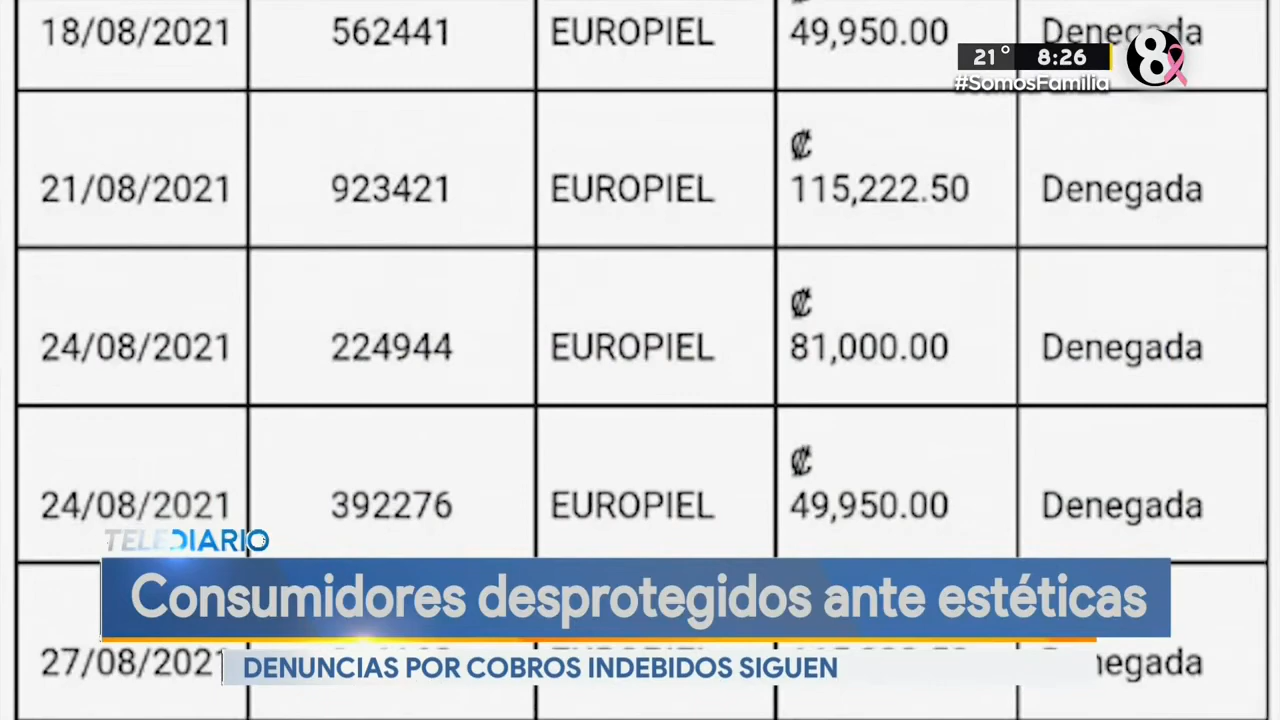 18/08/2021 562441 EUROPIEL 49,950.00 Denegada
21° 8:26
#SomosFamilia
8
₡
21/08/2021 923421 EUROPIEL 115,222.50 Denegada
₡
24/08/2021 224944 EUROPIEL 81,000.00 Denegada
₡
24/08/2021 392276 EUROPIEL 49,950.00 Denegada
TELEDIARIO
Consumidores desprotegidos ante estéticas
27/08/2021
DENUNCIAS POR COBROS INDEBIDOS SIGUEN